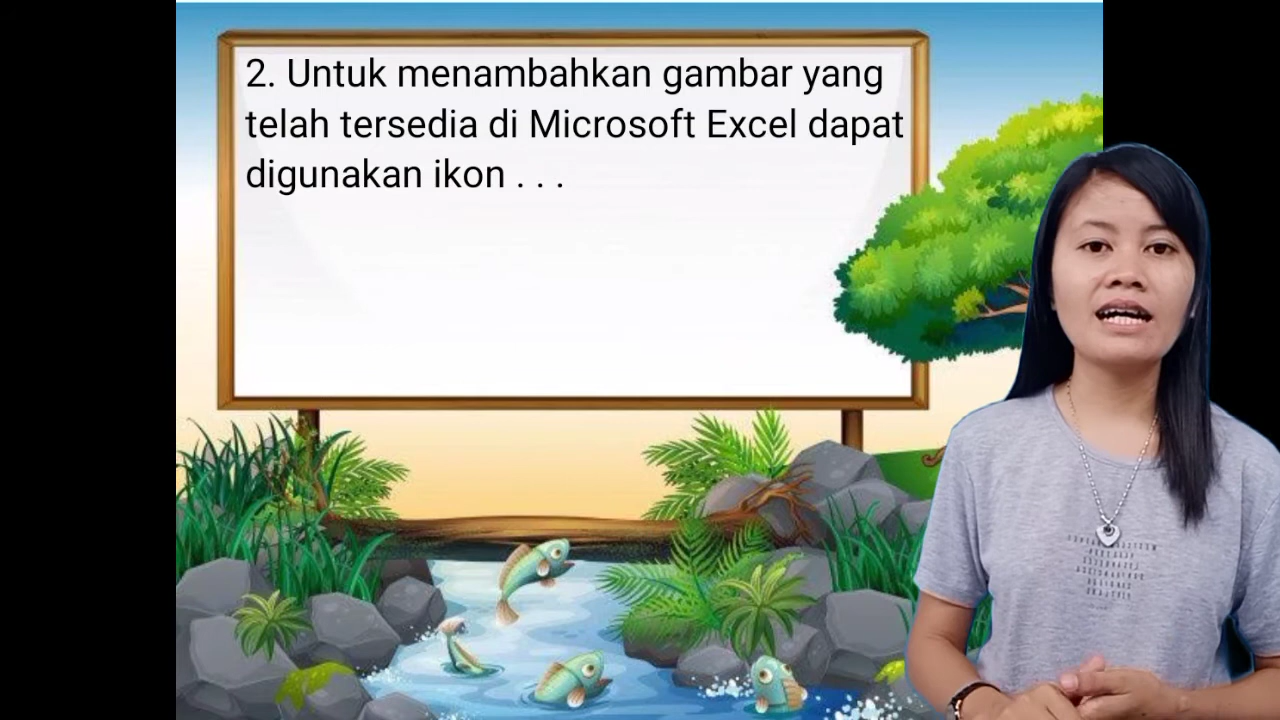 2. Untuk menambahkan gambar yang
telah tersedia di Microsoft Excel dapat
digunakan ikon . . .